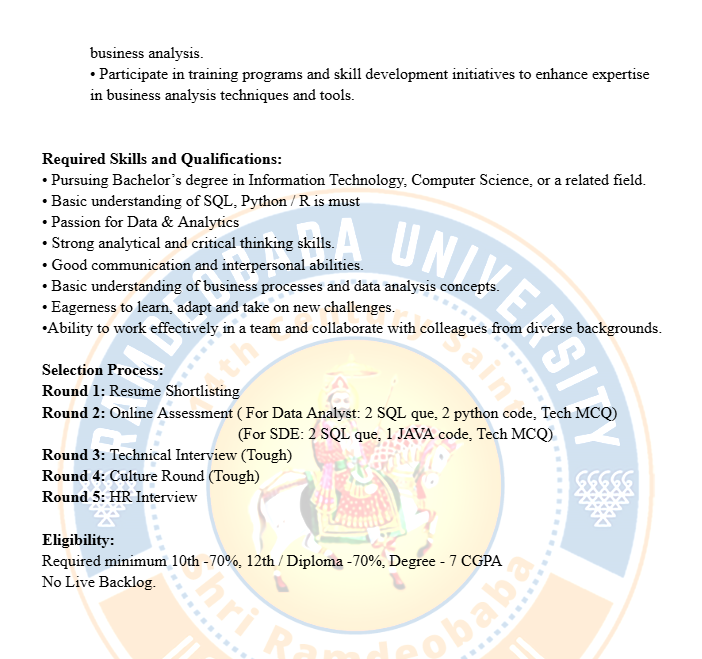 business analysis.
• Participate in training programs and skill development initiatives to enhance expertise
in business analysis techniques and tools.
Required Skills and Qualifications:
• Pursuing Bachelor’s degree in Information Technology, Computer Science, or a related field.
• Basic understanding of SQL, Python / R is must
• Passion for Data & Analytics
• Strong analytical and critical thinking skills.
• Good communication and interpersonal abilities.
• Basic understanding of business processes and data analysis concepts.
• Eagerness to learn, adapt and take on new challenges.
•Ability to work effectively in a team and collaborate with colleagues from diverse backgrounds.
Selection Process:
Round 1: Resume Shortlisting
Round 2: Online Assessment ( For Data Analyst: 2 SQL que, 2 python code, Tech MCQ)
(For SDE: 2 SQL que, 1 JAVA code, Tech MCQ)
Round 3: Technical Interview (Tough)
Round 4: Culture Round (Tough)
Round 5: HR Interview
Eligibility:
Required minimum 10th -70%, 12th / Diploma -70%, Degree - 7 CGPA
No Live Backlog.
RAMDEOBABA UNIVERSITY
14th Century Saint
Shri Ramdeobaba